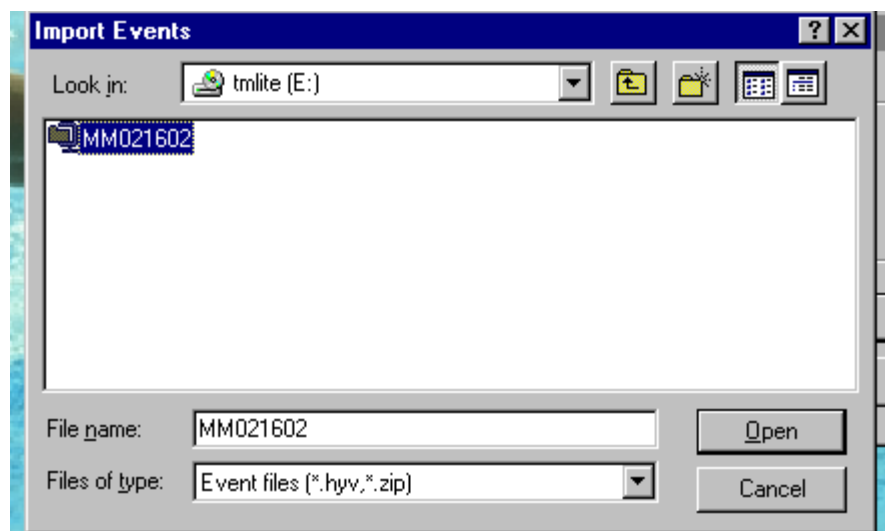 Import Events
Look in: tmlite (E:)
MM021602
File name: MM021602
Open
Files of type: Event files (*.hyv,*.zip)
Cancel